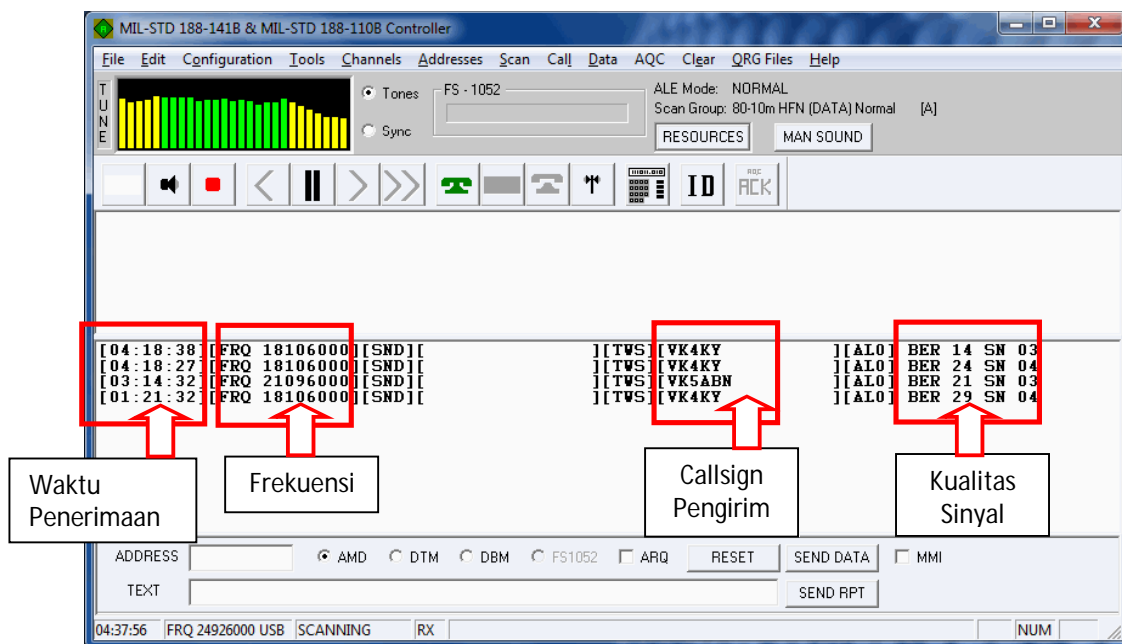 MIL-STD 188-141B & MIL-STD 188-110B Controller
File Edit Configuration Tools Channels Addresses Scan Call Data AQC Clear QRG Files Help
TUNE
Tones
Sync
FS - 1052
ALE Mode: NORMAL
Scan Group: 80-10m HFN (DATA) Normal [A]
RESOURCES MAN SOUND
ID AQC ACK
[04:18:38][FRQ 18106000][SND][ ][TWS][VK4KY ][AL0] BER 14 SN 03
[04:18:27][FRQ 18106000][SND][ ][TWS][VK4KY ][AL0] BER 24 SN 04
[03:14:32][FRQ 21096000][SND][ ][TWS][VK5ABN ][AL0] BER 21 SN 03
[01:21:32][FRQ 18106000][SND][ ][TWS][VK4KY ][AL0] BER 29 SN 04
Waktu
Penerimaan
Frekuensi
Callsign
Pengirim
Kualitas
Sinyal
ADDRESS AMD DTM DBM FS1052 ARQ RESET SEND DATA MMI
TEXT SEND RPT
04:37:56 FRQ 24926000 USB SCANNING RX NUM